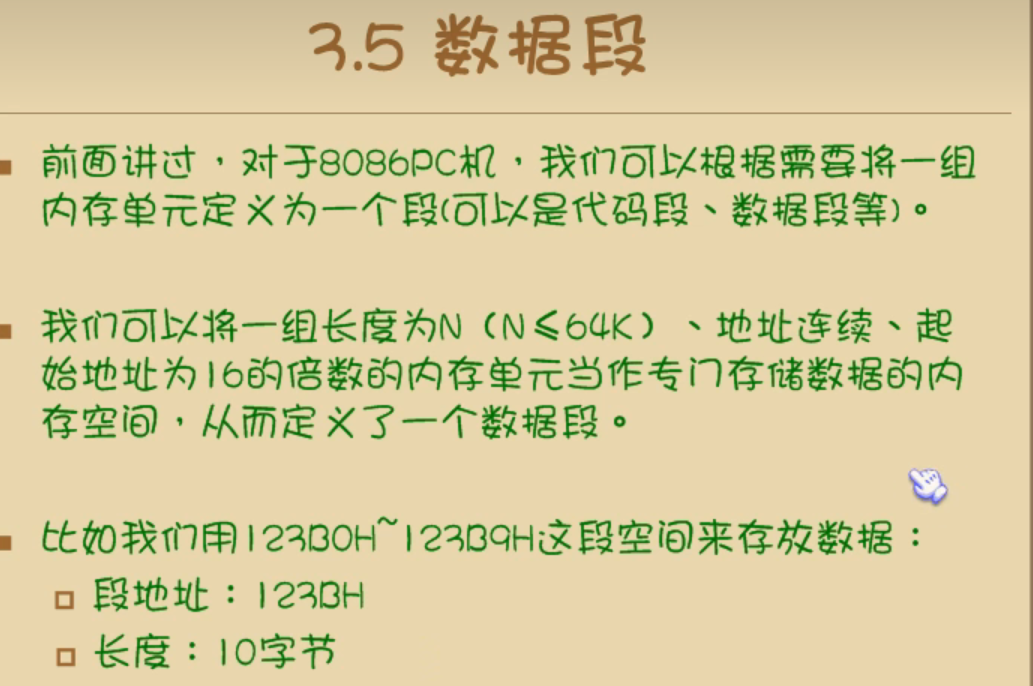 3.5 数据段
前面讲过，对于8086PC机，我们可以根据需要将一组
内存单元定义为一个段(可以是代码段、数据段等)。
我们可以将一组长度为N（N≤64K）、地址连续、起
始地址为16的倍数的内存单元当作专门存储数据的内
存空间，从而定义了一个数据段。
比如我们用123B0H~123B9H这段空间来存放数据：
段地址：123BH
长度：10字节